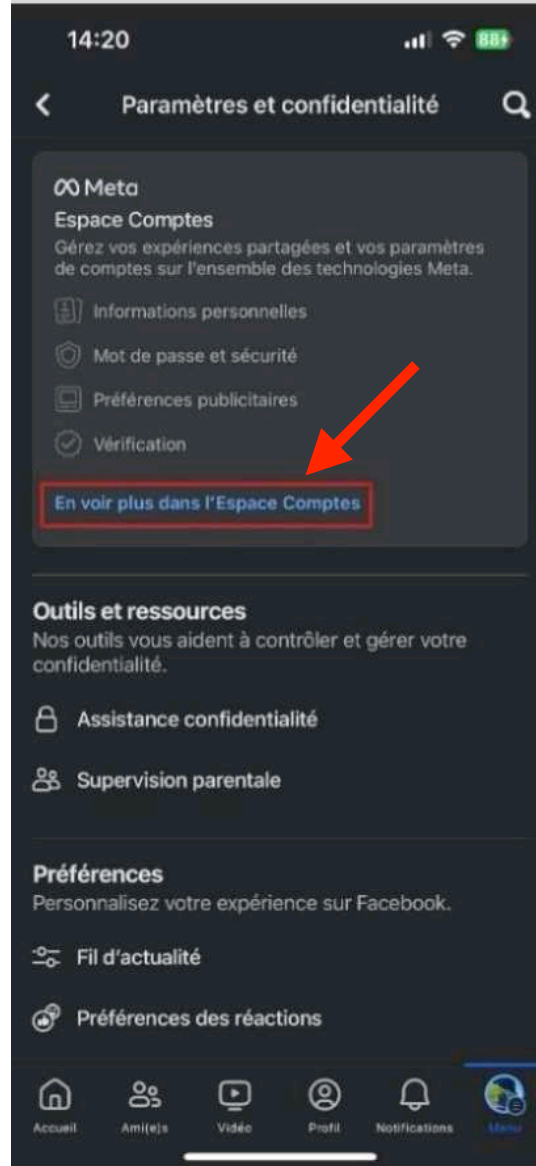 14:20
88
Paramètres et confidentialité
Meta
Espace Comptes
Gérez vos expériences partagées et vos paramètres
de comptes sur l'ensemble des technologies Meta.
Informations personnelles
Mot de passe et sécurité
Préférences publicitaires
Vérification
En voir plus dans l'Espace Comptes
Outils et ressources
Nos outils vous aident à contrôler et gérer votre
confidentialité.
Assistance confidentialité
Supervision parentale
Préférences
Personnalisez votre expérience sur Facebook.
Fil d'actualité
Préférences des réactions
Accueil Ami(e)s Vidéo Profil Notifications Menu